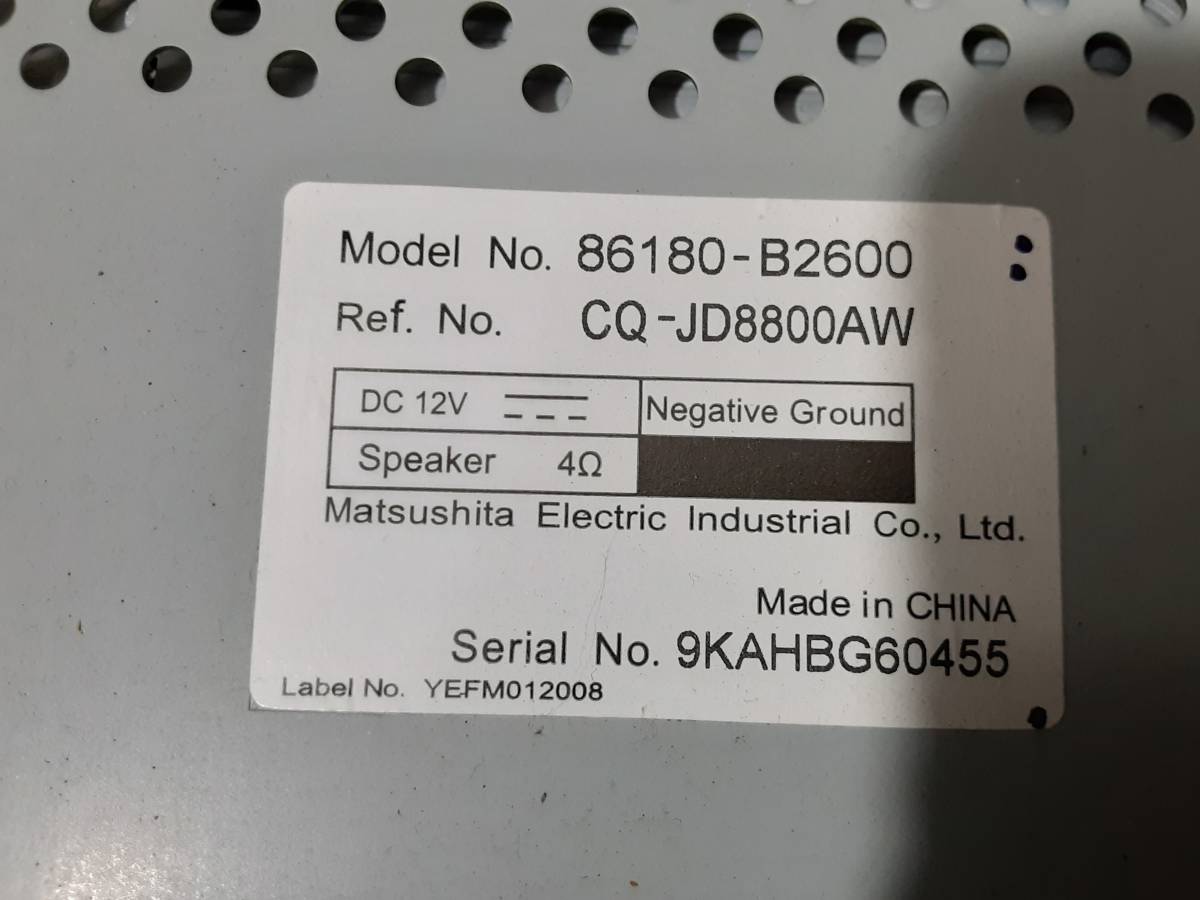 Model No. 86180-B2600
Ref. No. CQ-JD8800AW
DC 12V Negative Ground
Speaker 4Ω
Matsushita Electric Industrial Co., Ltd.
Made in CHINA
Serial No. 9KAHBG60455
Label No. YEFM012008